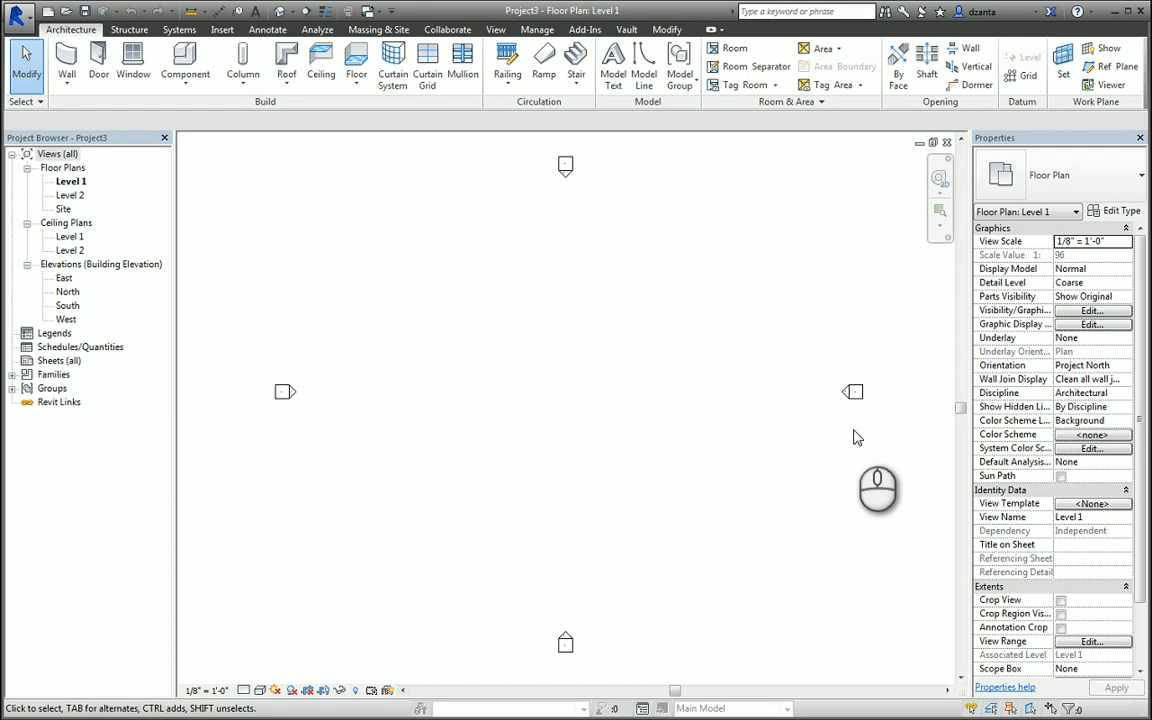 Project3 - Floor Plan: Level 1
Type a keyword or phrase
dzanta
Architecture Structure Systems Insert Annotate Analyze Massing & Site Collaborate View Manage Add-Ins Vault Modify
Modify Wall Door Window Component Column Roof Ceiling Floor Curtain System Curtain Grid Mullion Railing Ramp Stair Model Text Model Line Model Group
Room Area
Room Separator Area Boundary
Tag Room Tag Area
By Face Shaft
Wall
Vertical
Dormer
Level
Grid
Set
Show
Ref Plane
Viewer
Select Build Circulation Model Room & Area Opening Datum Work Plane
Project Browser - Project3
Views (all)
Floor Plans
Level 1
Level 2
Site
Ceiling Plans
Level 1
Level 2
Elevations (Building Elevation)
East
North
South
West
Legends
Schedules/Quantities
Sheets (all)
Families
Groups
Revit Links
2D
Properties
Floor Plan
Floor Plan: Level 1 Edit Type
Graphics
View Scale 1/8" = 1'-0"
Scale Value 1: 96
Display Model Normal
Detail Level Coarse
Parts Visibility Show Original
Visibility/Graphi... Edit...
Graphic Display ... Edit...
Underlay None
Underlay Orient... Plan
Orientation Project North
Wall Join Display Clean all wall j...
Discipline Architectural
Show Hidden Li... By Discipline
Color Scheme L... Background
Color Scheme <none>
System Color Sc... Edit...
Default Analysis... None
Sun Path
Identity Data
View Template <None>
View Name Level 1
Dependency Independent
Title on Sheet
Referencing Sheet
Referencing Detail
Extents
Crop View
Crop Region Vis...
Annotation Crop
View Range Edit...
Associated Level Level 1
Scope Box None
Properties help Apply
1/8" = 1'-0"
Click to select, TAB for alternates, CTRL adds, SHIFT unselects.
:0
Main Model
:0